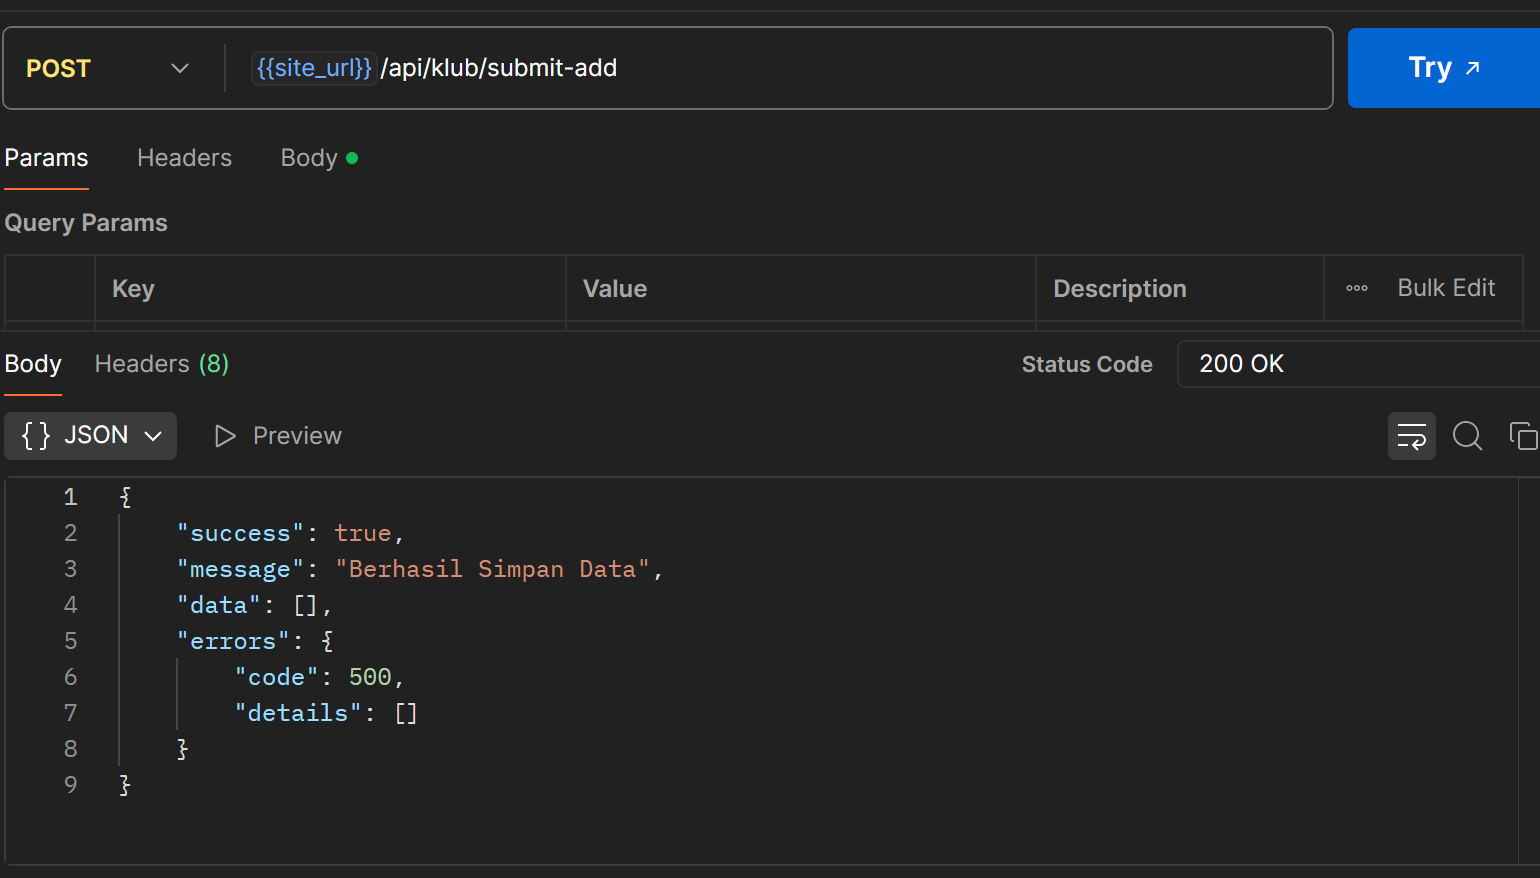 POST {{site_url}}/api/klub/submit-add Try ↗
Params Headers Body
Query Params
Key Value Description Bulk Edit
Body Headers (8) Status Code 200 OK
{ } JSON Preview
1 {
2 "success": true,
3 "message": "Berhasil Simpan Data",
4 "data": [],
5 "errors": {
6 "code": 500,
7 "details": []
8 }
9 }